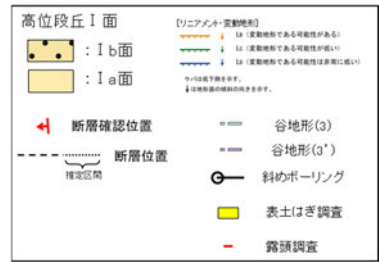 高位段丘Ⅰ面
：Ⅰb面
：Ⅰa面
[リニアメント・変動地形]
LB (変動地形である可能性がある)
LC (変動地形である可能性が低い)
LD (変動地形である可能性は非常に低い)
ケバは低下側を示す。
は地形面の傾斜の向きを示す。
断層確認位置
断層位置
推定区間
谷地形(3)
谷地形(3')
斜めボーリング
表土はぎ調査
露頭調査